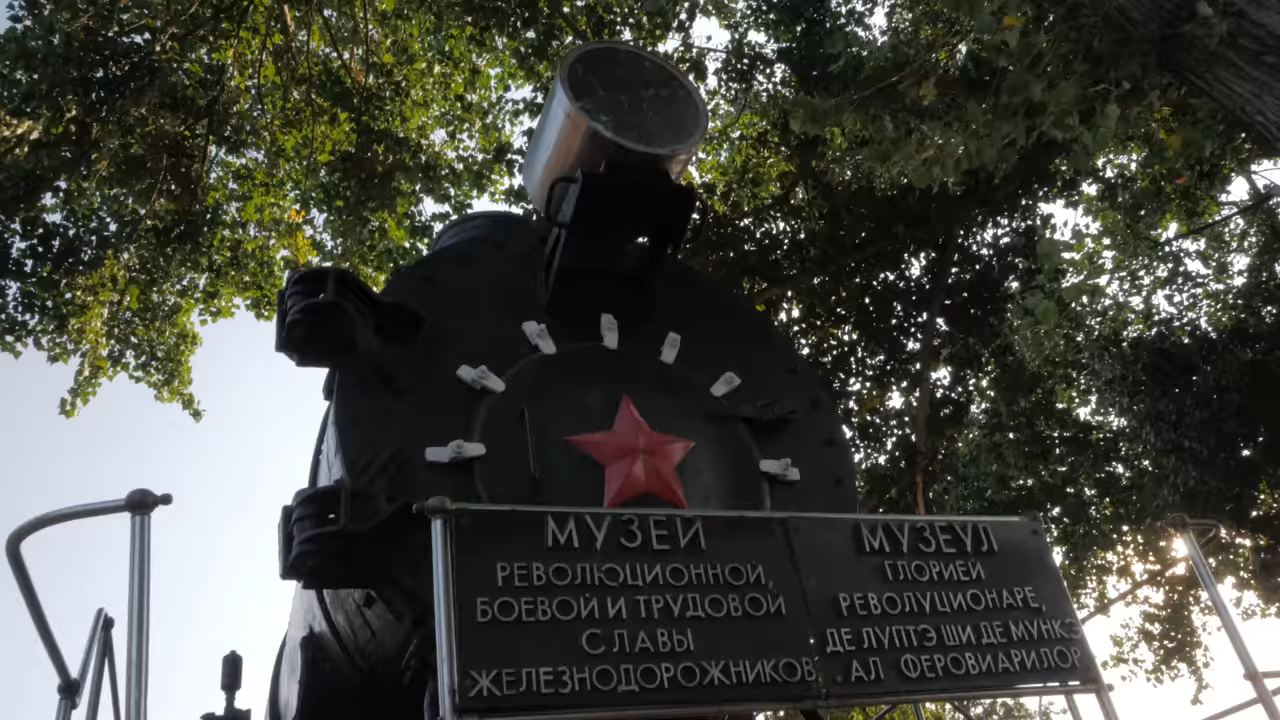 МУЗЕЙ
РЕВОЛЮЦИОННОЙ,
БОЕВОЙ И ТРУДОВОЙ
СЛАВЫ
ЖЕЛЕЗНОДОРОЖНИКОВ
МУЗЕУЛ
ГЛОРИЕЙ
РЕВОЛУЦИОНАРЕ,
ДЕ ЛУПТЭ ШИ ДЕ МУНКЭ
АЛ ФЕРОВИАРИЛОР